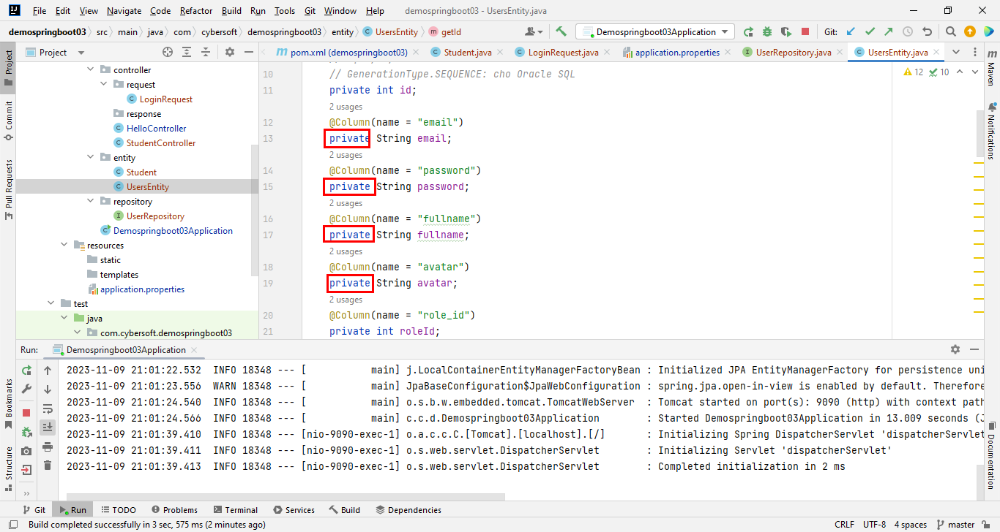 File Edit View Navigate Code Refactor Build Run Tools Git Window Help demospringboot03 - UsersEntity.java
demospringboot03 src main java com cybersoft demospringboot03 entity UsersEntity getId Demospringboot03Application Git:
Project
pom.xml (demospringboot03) Student.java LoginRequest.java application.properties UserRepository.java UsersEntity.java
controller
request
LoginRequest
response
HelloController
StudentController
entity
Student
UsersEntity
repository
UserRepository
Demospringboot03Application
resources
static
templates
application.properties
test
java
com.cybersoft.demospringboot03
10 // GenerationType.SEQUENCE: cho Oracle SQL
11 private int id;
2 usages
12 @Column(name = "email")
13 private String email;
2 usages
14 @Column(name = "password")
15 private String password;
2 usages
16 @Column(name = "fullname")
17 private String fullname;
2 usages
18 @Column(name = "avatar")
19 private String avatar;
2 usages
20 @Column(name = "role_id")
21 private int roleId;
12 10
Project
Commit
Pull Requests
Bookmarks
Structure
Maven
Notifications
Documentation
Run: Demospringboot03Application
2023-11-09 21:01:22.532 INFO 18348 --- [ main] j.LocalContainerEntityManagerFactoryBean : Initialized JPA EntityManagerFactory for persistence uni
2023-11-09 21:01:23.556 WARN 18348 --- [ main] JpaBaseConfiguration$JpaWebConfiguration : spring.jpa.open-in-view is enabled by default. Therefore
2023-11-09 21:01:24.540 INFO 18348 --- [ main] o.s.b.w.embedded.tomcat.TomcatWebServer : Tomcat started on port(s): 9090 (http) with context path
2023-11-09 21:01:24.566 INFO 18348 --- [ main] c.c.d.Demospringboot03Application : Started Demospringboot03Application in 13.009 seconds (J
2023-11-09 21:01:39.410 INFO 18348 --- [nio-9090-exec-1] o.a.c.c.C.[Tomcat].[localhost].[/] : Initializing Spring DispatcherServlet 'dispatcherServlet
2023-11-09 21:01:39.411 INFO 18348 --- [nio-9090-exec-1] o.s.web.servlet.DispatcherServlet : Initializing Servlet 'dispatcherServlet'
2023-11-09 21:01:39.413 INFO 18348 --- [nio-9090-exec-1] o.s.web.servlet.DispatcherServlet : Completed initialization in 2 ms
Git Run TODO Problems Terminal Services Build Dependencies
Build completed successfully in 3 sec, 575 ms (2 minutes ago) CRLF UTF-8 4 spaces master